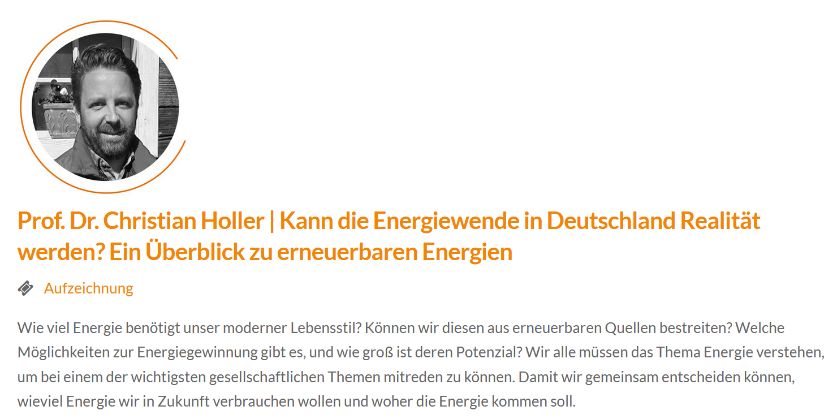 Prof. Dr. Christian Holler | Kann die Energiewende in Deutschland Realität
werden? Ein Überblick zu erneuerbaren Energien
Aufzeichnung
Wie viel Energie benötigt unser moderner Lebensstil? Können wir diesen aus erneuerbaren Quellen bestreiten? Welche
Möglichkeiten zur Energiegewinnung gibt es, und wie groß ist deren Potenzial? Wir alle müssen das Thema Energie verstehen,
um bei einem der wichtigsten gesellschaftlichen Themen mitreden zu können. Damit wir gemeinsam entscheiden können,
wieviel Energie wir in Zukunft verbrauchen wollen und woher die Energie kommen soll.